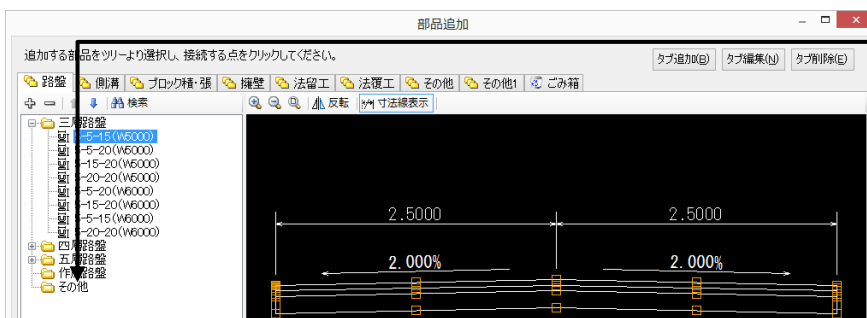 部品追加
追加する部品をツリーより選択し、接続する点をクリックしてください。
タブ追加(B) タブ編集(N) タブ削除(E)
路盤 側溝 ブロック積・張 擁壁 法留工 法覆工 その他 その他1 ごみ箱
検索 反転 寸法線表示
三層路盤
5-5-15(W5000)
5-5-20(W5000)
5-15-20(W5000)
5-20-20(W5000)
5-5-20(W6000)
5-15-20(W6000)
5-5-15(W6000)
5-20-20(W6000)
四層路盤
五層路盤
作業路盤
その他
2.5000 2.5000
2.000% 2.000%